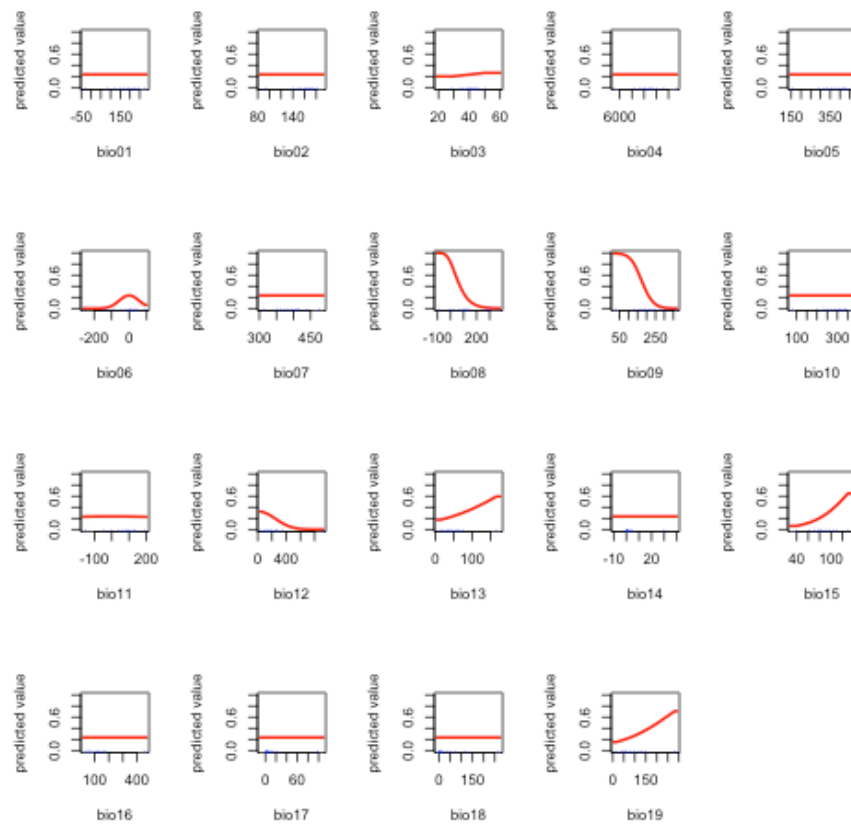 predicted value
0.0 0.6
-50 150
bio01
predicted value
0.0 0.6
80 140
bio02
predicted value
0.0 0.6
20 40 60
bio03
predicted value
0.0 0.6
6000
bio04
predicted value
0.0 0.6
150 350
bio05
predicted value
0.0 0.6
-200 0
bio06
predicted value
0.0 0.6
300 450
bio07
predicted value
0.0 0.6
-100 200
bio08
predicted value
0.0 0.6
50 250
bio09
predicted value
0.0 0.6
100 300
bio10
predicted value
0.0 0.6
-100 200
bio11
predicted value
0.0 0.6
0 400
bio12
predicted value
0.0 0.6
0 100
bio13
predicted value
0.0 0.6
-10 20
bio14
predicted value
0.0 0.6
40 100
bio15
predicted value
0.0 0.6
100 400
bio16
predicted value
0.0 0.6
0 60
bio17
predicted value
0.0 0.6
0 150
bio18
predicted value
0.0 0.6
0 150
bio19